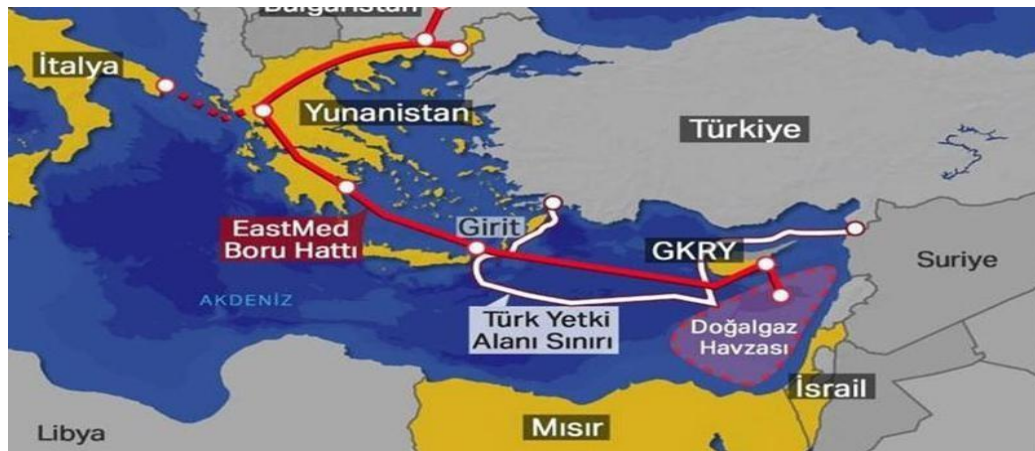 Bulgaristan
İtalya
Yunanistan
Türkiye
EastMed
Boru Hattı
Girit
GKRY
Suriye
AKDENİZ
Türk Yetki
Alanı Sınırı
Doğalgaz
Havzası
İsrail
Mısır
Libya